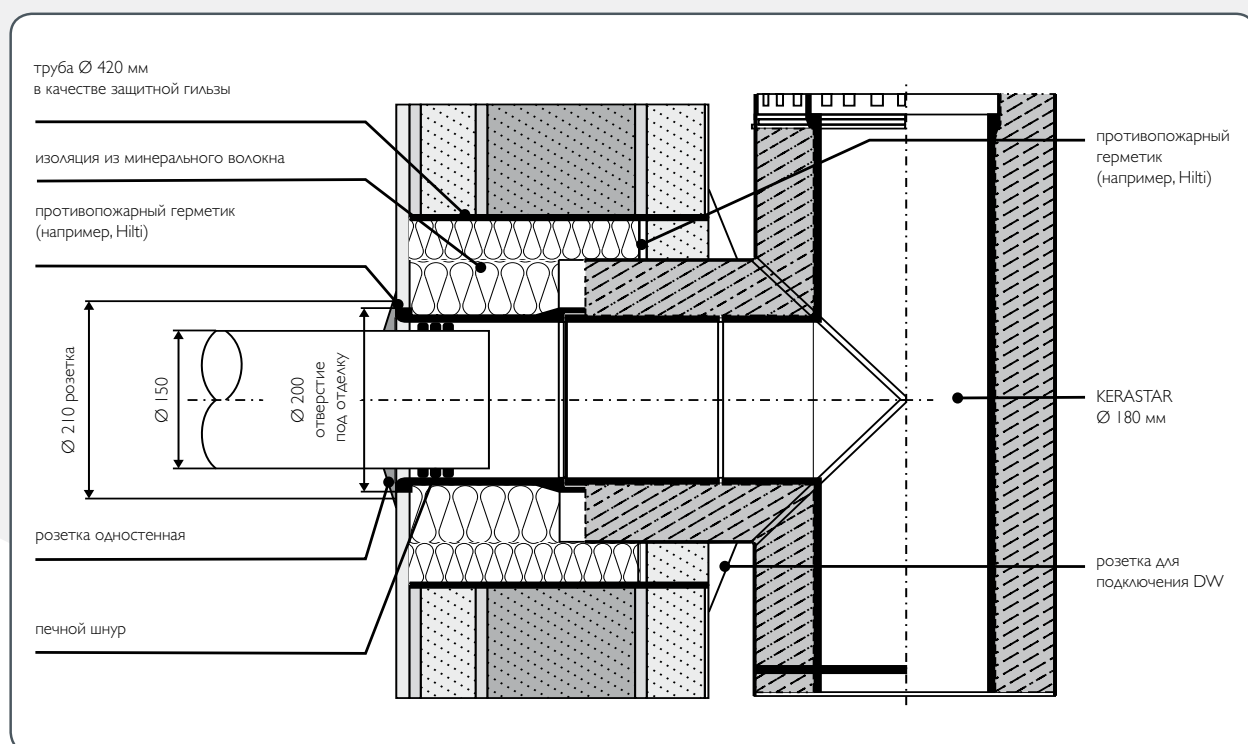 труба Ø 420 мм
в качестве защитной гильзы
изоляция из минерального волокна
противопожарный герметик
(например, Hilti)
Ø 210 розетка
Ø 150
Ø 200
отверстие
под отделку
розетка одностенная
печной шнур
противопожарный
герметик
(например, Hilti)
KERASTAR
Ø 180 мм
розетка для
подключения DW